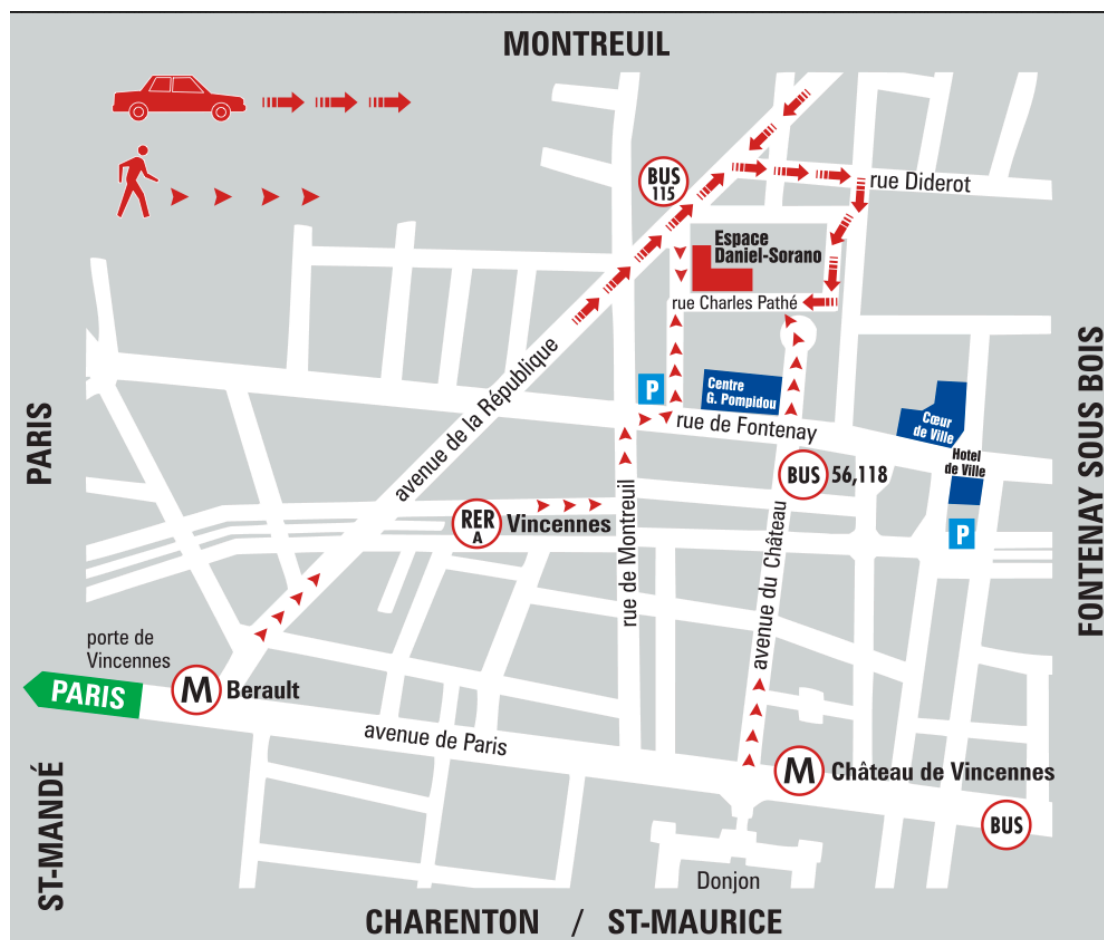 MONTREUIL
BUS
115
rue Diderot
Espace
Daniel-Sorano
rue Charles Pathé
avenue de la République
P
Centre
G. Pompidou
rue de Fontenay
Cœur
de Ville
Hotel
de Ville
P
PARIS
FONTENAY SOUS BOIS
BUS 56,118
RER
A
Vincennes
rue de Montreuil
avenue du Château
porte de
Vincennes
PARIS
M Berault
avenue de Paris
M Château de Vincennes
BUS
ST-MANDÉ
Donjon
CHARENTON / ST-MAURICE